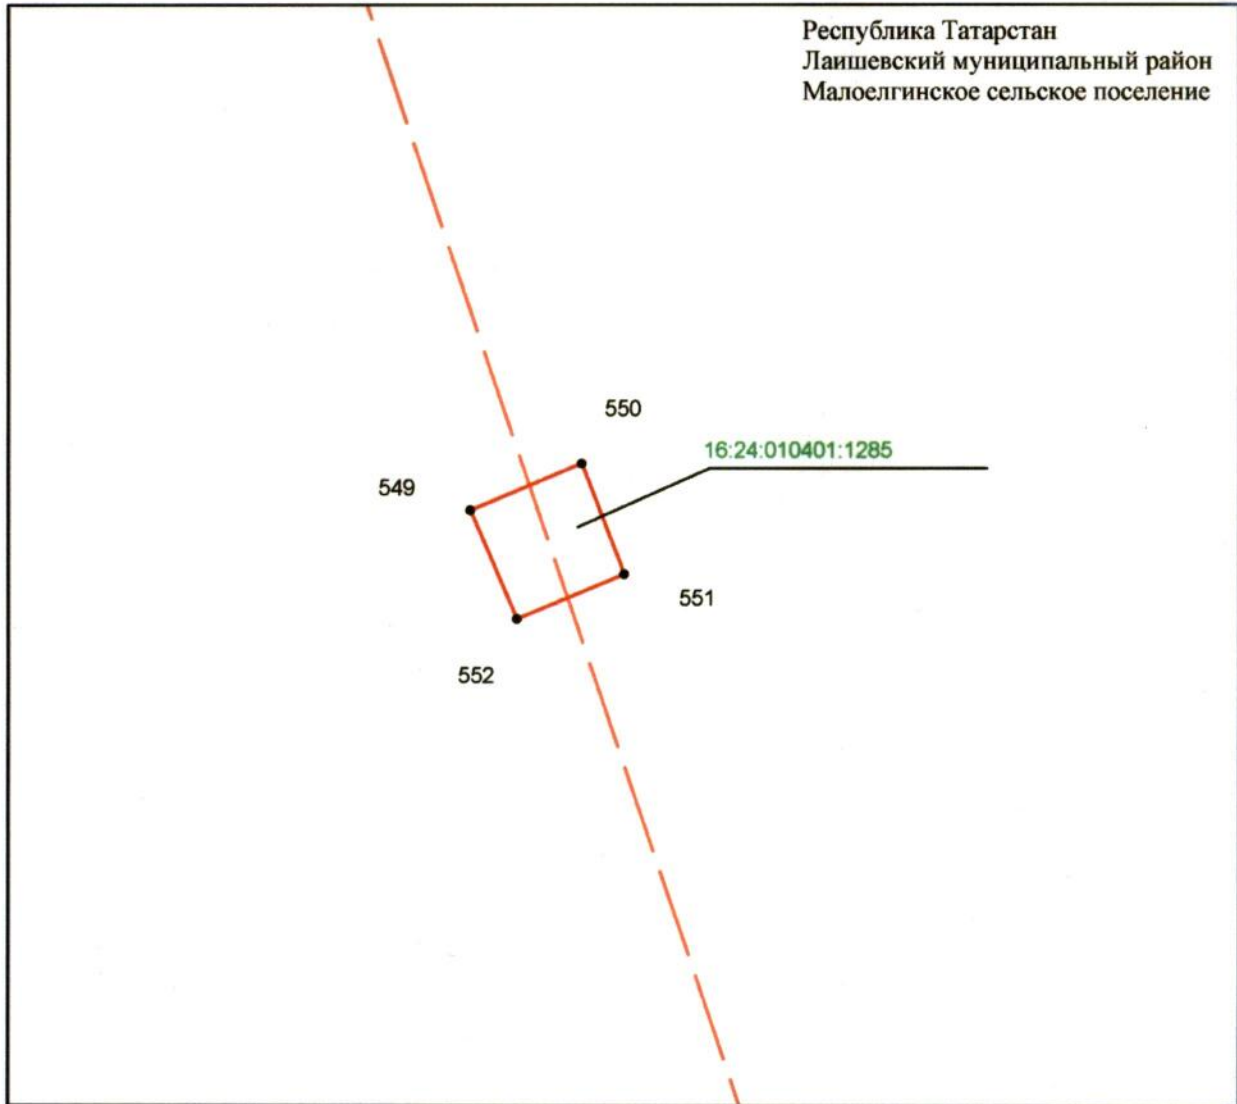 Республика Татарстан
Лаишевский муниципальный район
Малоелгинское сельское поселение
550
16:24:010401:1285
549
551
552